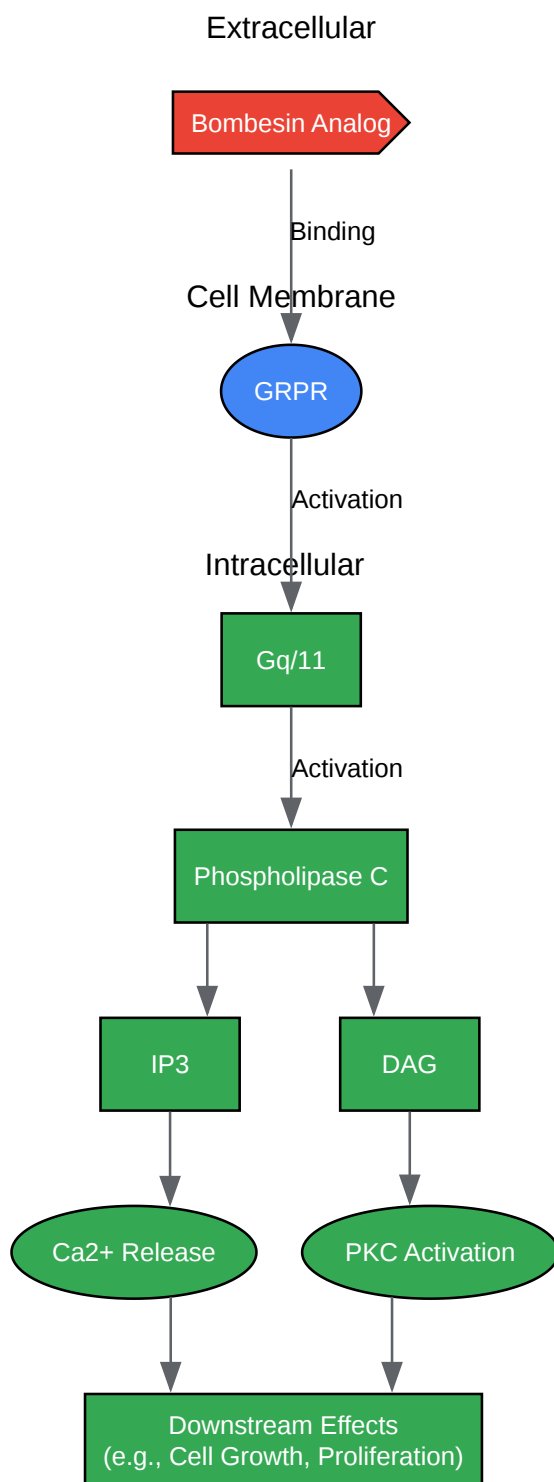 Extracellular
Bombesin Analog
Binding
Cell Membrane
GRPR
Activation
Intracellular
Gq/11
Activation
Phospholipase C
IP3
DAG
Ca2+ Release
PKC Activation
Downstream Effects
(e.g., Cell Growth, Proliferation)